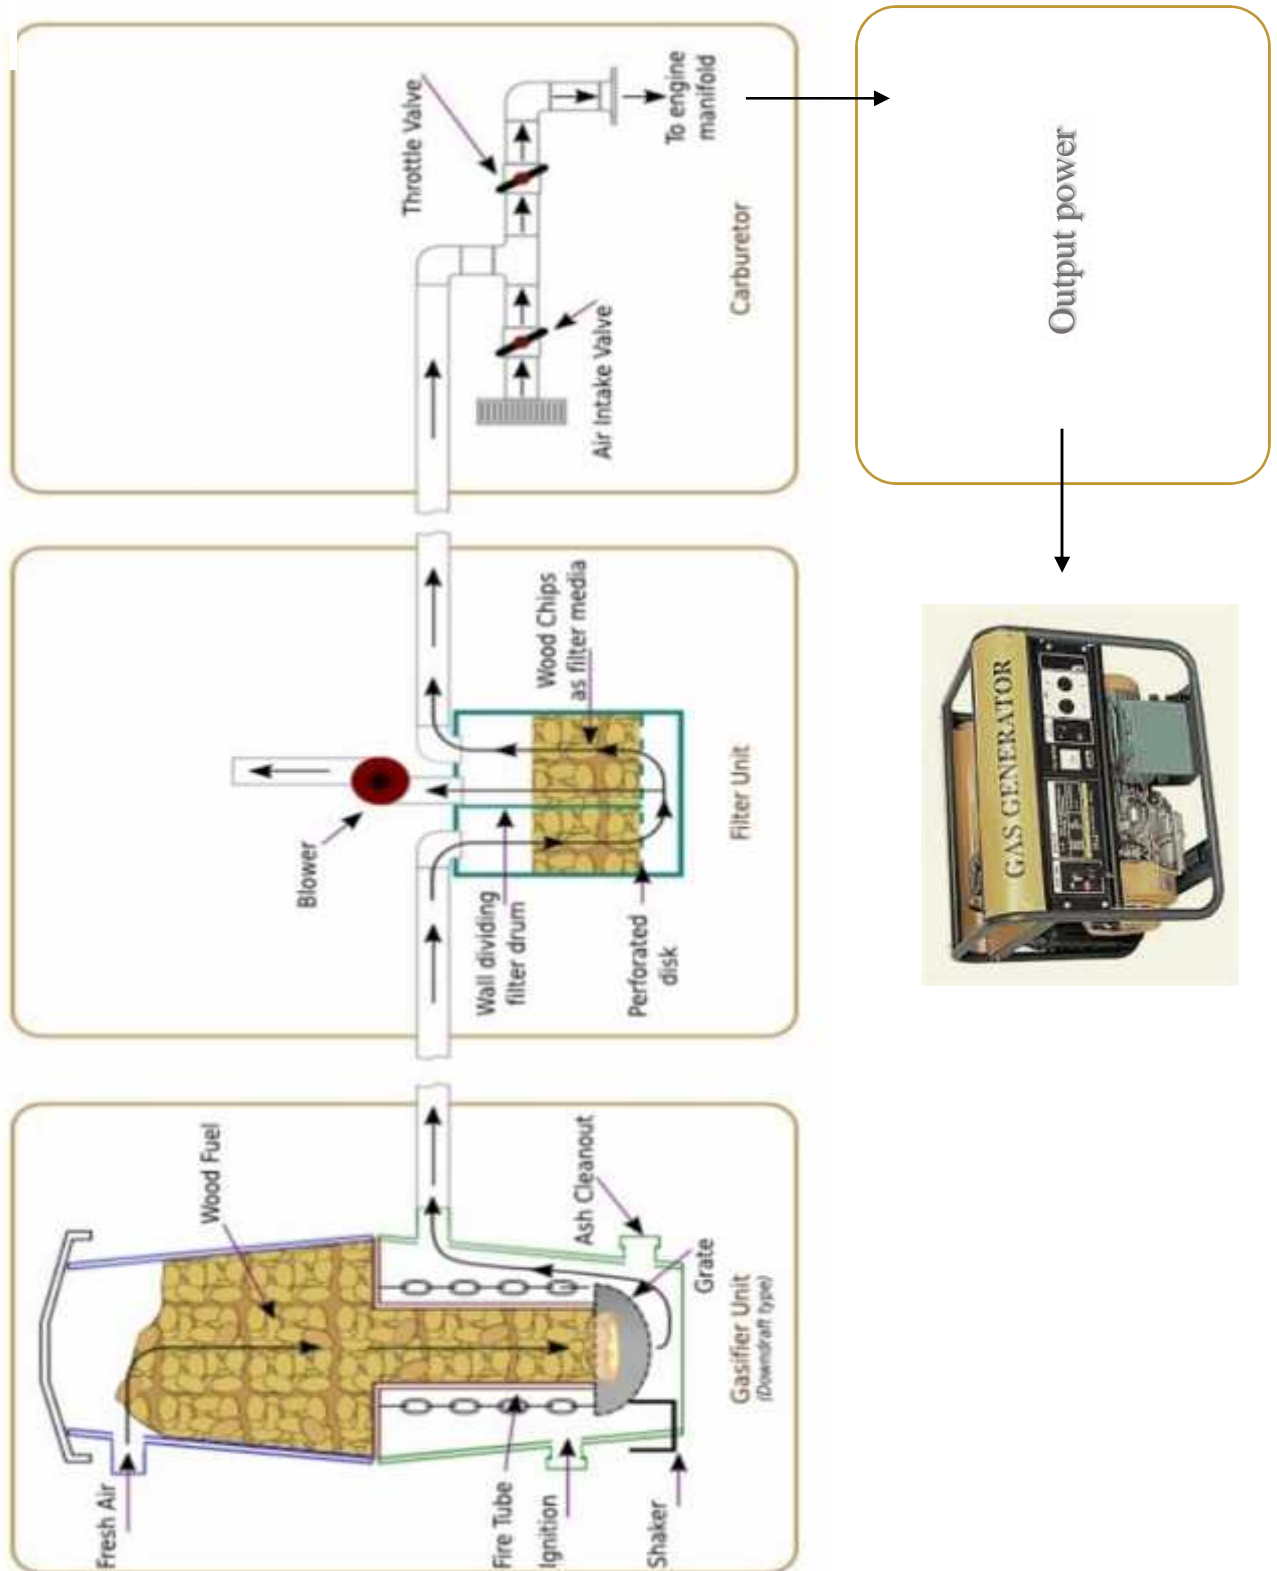 Fresh Air
Wood Fuel
Fire Tube
Ignition
Shaker
Ash Cleanout
Grate
Gasifier Unit
(Downdraft type)
Blower
Wall dividing
filter drum
Perforated
disk
Wood Chips
as filter media
Filter Unit
Throttle Valve
Air Intake Valve
To engine
manifold
Carburetor
Output power
GAS GENERATOR